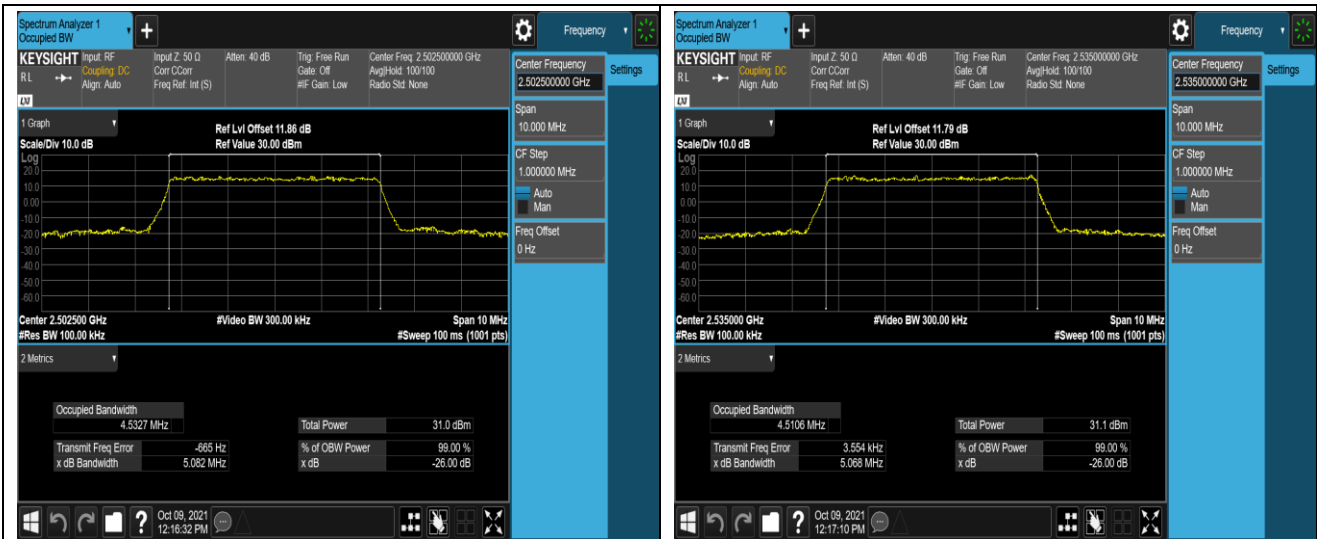 Spectrum Analyzer 1
Occupied BW
+
Frequency
KEYSIGHT
R L
LXI
Input: RF
Coupling: DC
Align: Auto
Input Z: 50 Ω
Corr CCorr
Freq Ref: Int (S)
Atten: 40 dB
Trig: Free Run
Gate: Off
#IF Gain: Low
Center Freq: 2.502500000 GHz
Avg|Hold: 100/100
Radio Std: None
Center Frequency
2.502500000 GHz
Settings
Span
10.000 MHz
CF Step
1.000000 MHz
Auto
Man
Freq Offset
0 Hz
1 Graph
Scale/Div 10.0 dB
Ref Lvl Offset 11.86 dB
Ref Value 30.00 dBm
Log
20.0
10.0
0.00
-10.0
-20.0
-30.0
-40.0
-50.0
-60.0
Center 2.502500 GHz
#Video BW 300.00 kHz
Span 10 MHz
#Res BW 100.00 kHz
#Sweep 100 ms (1001 pts)
2 Metrics
Occupied Bandwidth
4.5327 MHz
Total Power 31.0 dBm
Transmit Freq Error -665 Hz
% of OBW Power 99.00 %
x dB Bandwidth 5.082 MHz
x dB -26.00 dB
?
Oct 09, 2021
12:16:32 PM
Spectrum Analyzer 1
Occupied BW
+
Frequency
KEYSIGHT
R L
LXI
Input: RF
Coupling: DC
Align: Auto
Input Z: 50 Ω
Corr CCorr
Freq Ref: Int (S)
Atten: 40 dB
Trig: Free Run
Gate: Off
#IF Gain: Low
Center Freq: 2.535000000 GHz
Avg|Hold: 100/100
Radio Std: None
Center Frequency
2.535000000 GHz
Settings
Span
10.000 MHz
CF Step
1.000000 MHz
Auto
Man
Freq Offset
0 Hz
1 Graph
Scale/Div 10.0 dB
Ref Lvl Offset 11.79 dB
Ref Value 30.00 dBm
Log
20.0
10.0
0.00
-10.0
-20.0
-30.0
-40.0
-50.0
-60.0
Center 2.535000 GHz
#Video BW 300.00 kHz
Span 10 MHz
#Res BW 100.00 kHz
#Sweep 100 ms (1001 pts)
2 Metrics
Occupied Bandwidth
4.5106 MHz
Total Power 31.1 dBm
Transmit Freq Error 3.554 kHz
% of OBW Power 99.00 %
x dB Bandwidth 5.068 MHz
x dB -26.00 dB
?
Oct 09, 2021
12:17:10 PM